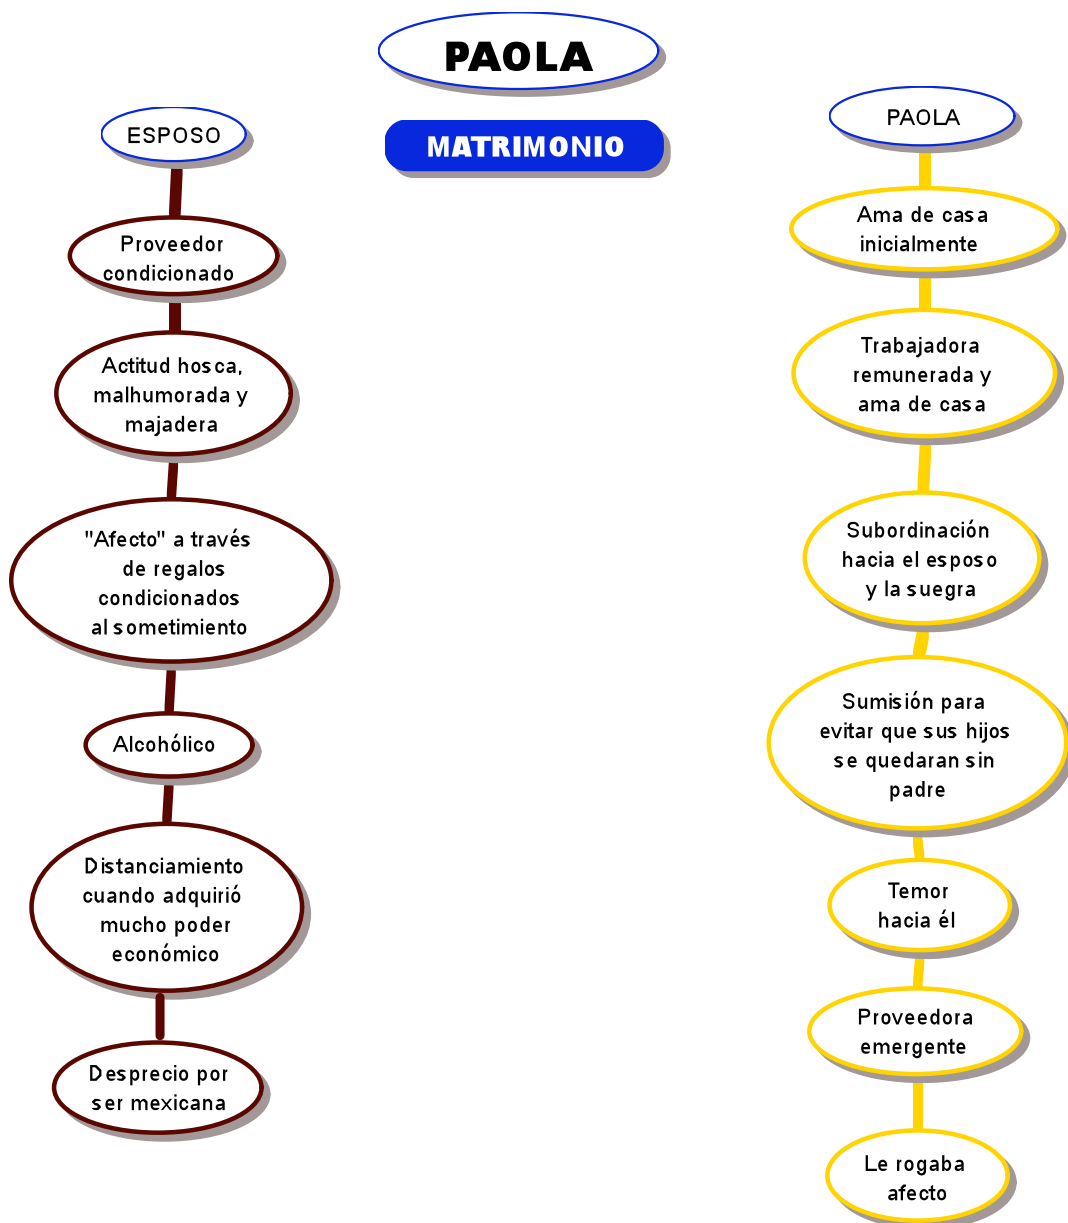 PAOLA
MATRIMONIO
ESPOSO
Proveedor
condicionado
Actitud hosca,
malhumorada y
majadera
"Afecto" a través
de regalos
condicionados
al sometimiento
Alcohólico
Distanciamiento
cuando adquirió
mucho poder
económico
Desprecio por
ser mexicana
PAOLA
Ama de casa
inicialmente
Trabajadora
remunerada y
ama de casa
Subordinación
hacia el esposo
y la suegra
Sumisión para
evitar que sus hijos
se quedaran sin
padre
Temor
hacia él
Proveedora
emergente
Le rogaba
afecto